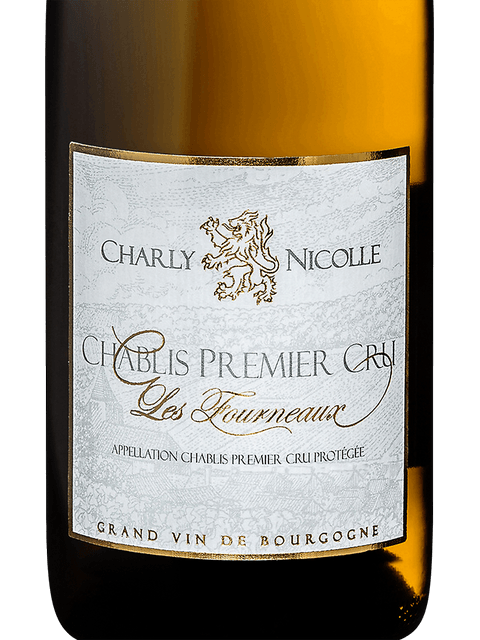 CHARLY NICOLLE
CHABLIS PREMIER CRU
Les Fourneaux
APPELLATION CHABLIS PREMIER CRU PROTÉGÉE
GRAND VIN DE BOURGOGNE